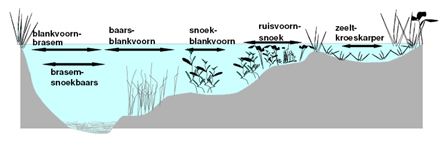 blankvoorn-
brasem
brasem-
snoekbaars
baars-
blankvoorn
snoek-
blankvoorn
ruisvoorn-
snoek
zeelt-
kroeskarper